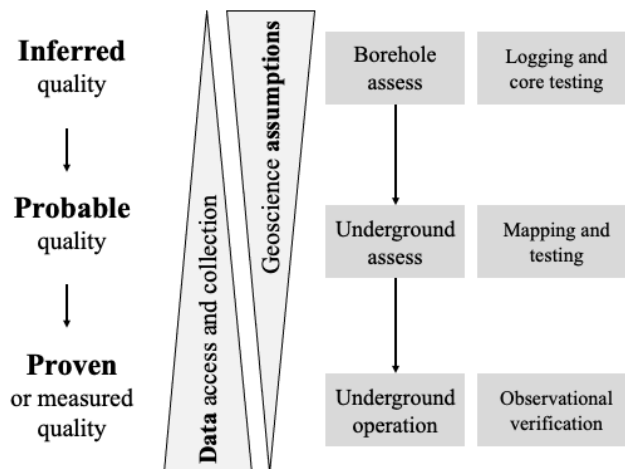 Inferred
quality
Probable
quality
Proven
or measured
quality
Data access and collection
Geoscience assumptions
Borehole
assess
Logging and
core testing
Underground
assess
Mapping and
testing
Underground
operation
Observational
verification